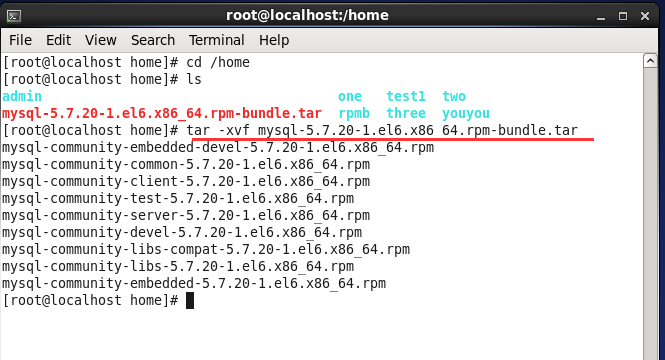 root@localhost:/home
File Edit View Search Terminal Help
[root@localhost home]# cd /home
[root@localhost home]# ls
admin one test1 two
mysql-5.7.20-1.el6.x86_64.rpm-bundle.tar rpmb three youyou
[root@localhost home]# tar -xvf mysql-5.7.20-1.el6.x86_64.rpm-bundle.tar
mysql-community-embedded-devel-5.7.20-1.el6.x86_64.rpm
mysql-community-common-5.7.20-1.el6.x86_64.rpm
mysql-community-client-5.7.20-1.el6.x86_64.rpm
mysql-community-test-5.7.20-1.el6.x86_64.rpm
mysql-community-server-5.7.20-1.el6.x86_64.rpm
mysql-community-devel-5.7.20-1.el6.x86_64.rpm
mysql-community-libs-compat-5.7.20-1.el6.x86_64.rpm
mysql-community-libs-5.7.20-1.el6.x86_64.rpm
mysql-community-embedded-5.7.20-1.el6.x86_64.rpm
[root@localhost home]#